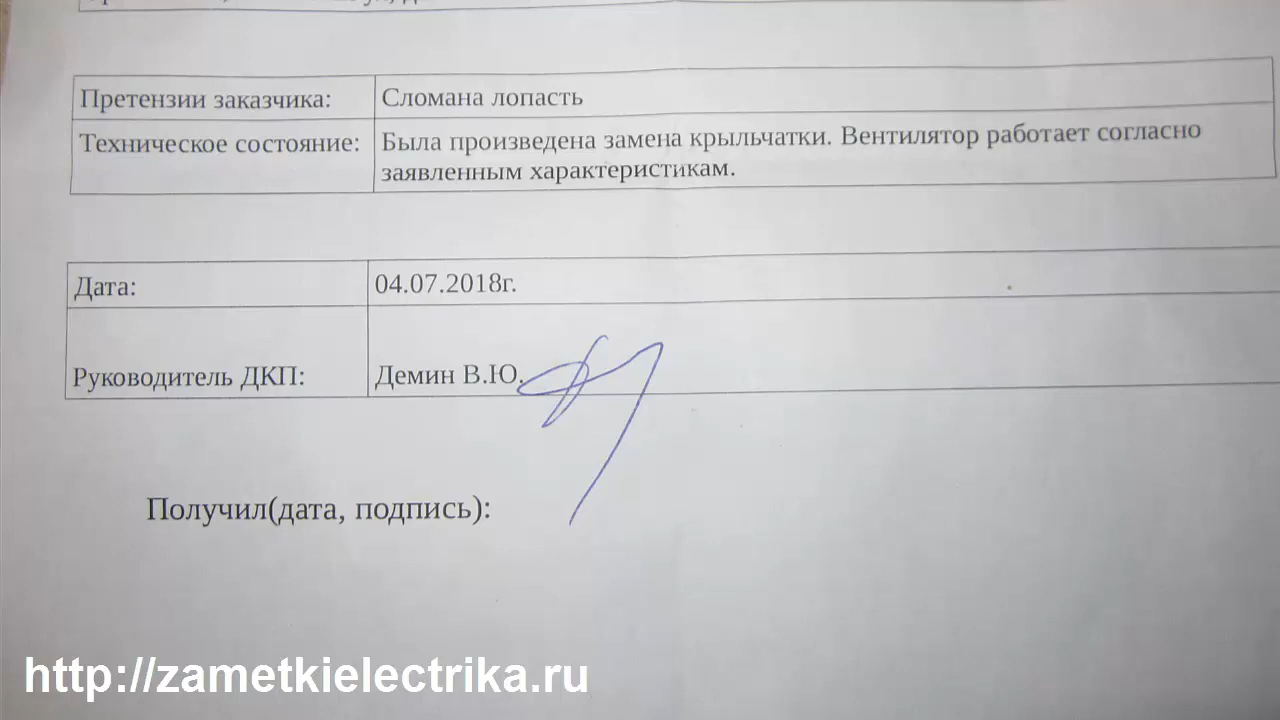 Претензии заказчика: Сломана лопасть
Техническое состояние: Была произведена замена крыльчатки. Вентилятор работает согласно
заявленным характеристикам.
Дата: 04.07.2018г.
Руководитель ДКП: Демин В.Ю.
Получил(дата, подпись):
http://zametkielectrika.ru